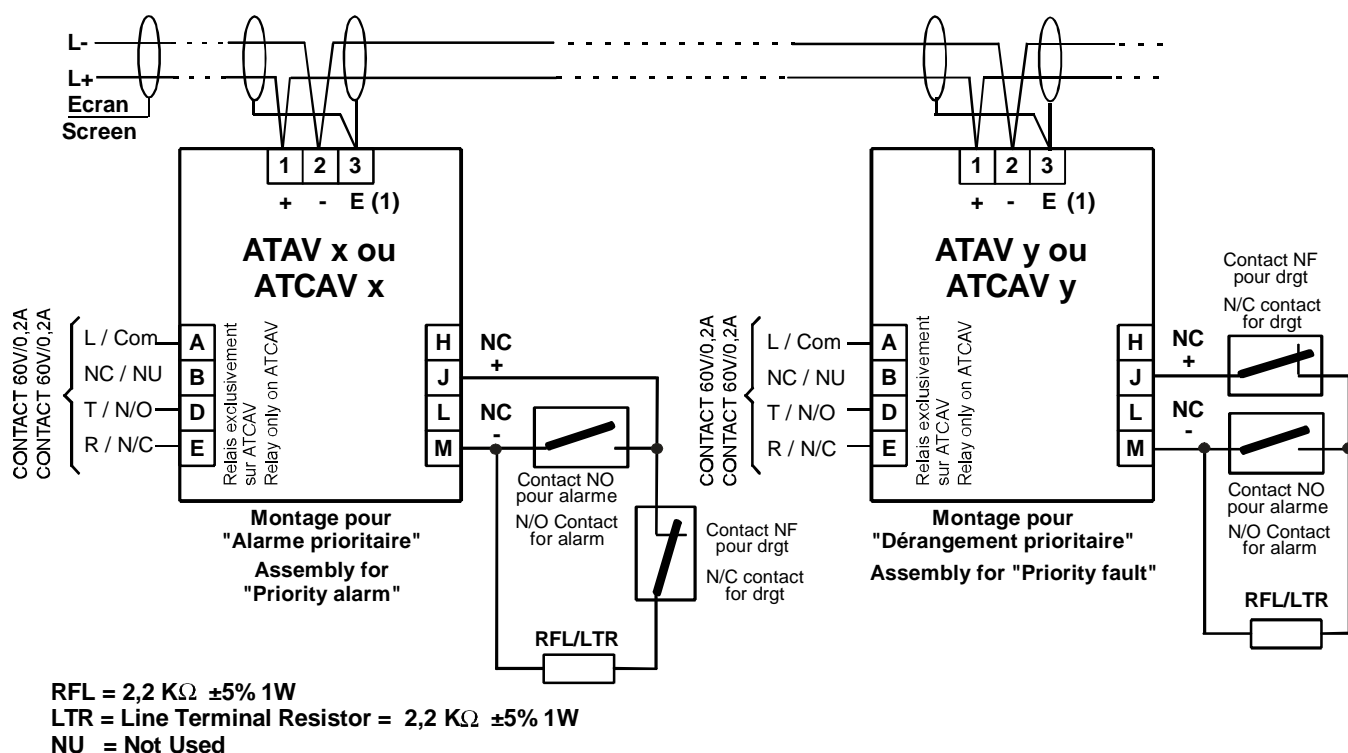 L-
L+
Ecran
Screen
1 2 3
+ - E (1)
ATAV x ou
ATCAV x
CONTACT 60V/0,2A
CONTACT 60V/0,2A
L / Com
NC / NU
T / N/O
R / N/C
A
B
D
E
Relais exclusivement
sur ATCAV
Relay only on ATCAV
H
J
L
M
NC
+
NC
-
Contact NO
pour alarme
N/O Contact
for alarm
Contact NF
pour drgt
N/C contact
for drgt
RFL/LTR
Montage pour
"Alarme prioritaire"
Assembly for
"Priority alarm"
1 2 3
+ - E (1)
ATAV y ou
ATCAV y
CONTACT 60V/0,2A
CONTACT 60V/0,2A
L / Com
NC / NU
T / N/O
R / N/C
A
B
D
E
Relais exclusivement
sur ATCAV
Relay only on ATCAV
H
J
L
M
NC
+
NC
-
Contact NF
pour drgt
N/C contact
for drgt
Contact NO
pour alarme
N/O Contact
for alarm
RFL/LTR
Montage pour
"Dérangement prioritaire"
Assembly for "Priority fault"
RFL = 2,2 KΩ ±5% 1W
LTR = Line Terminal Resistor = 2,2 KΩ ±5% 1W
NU = Not Used